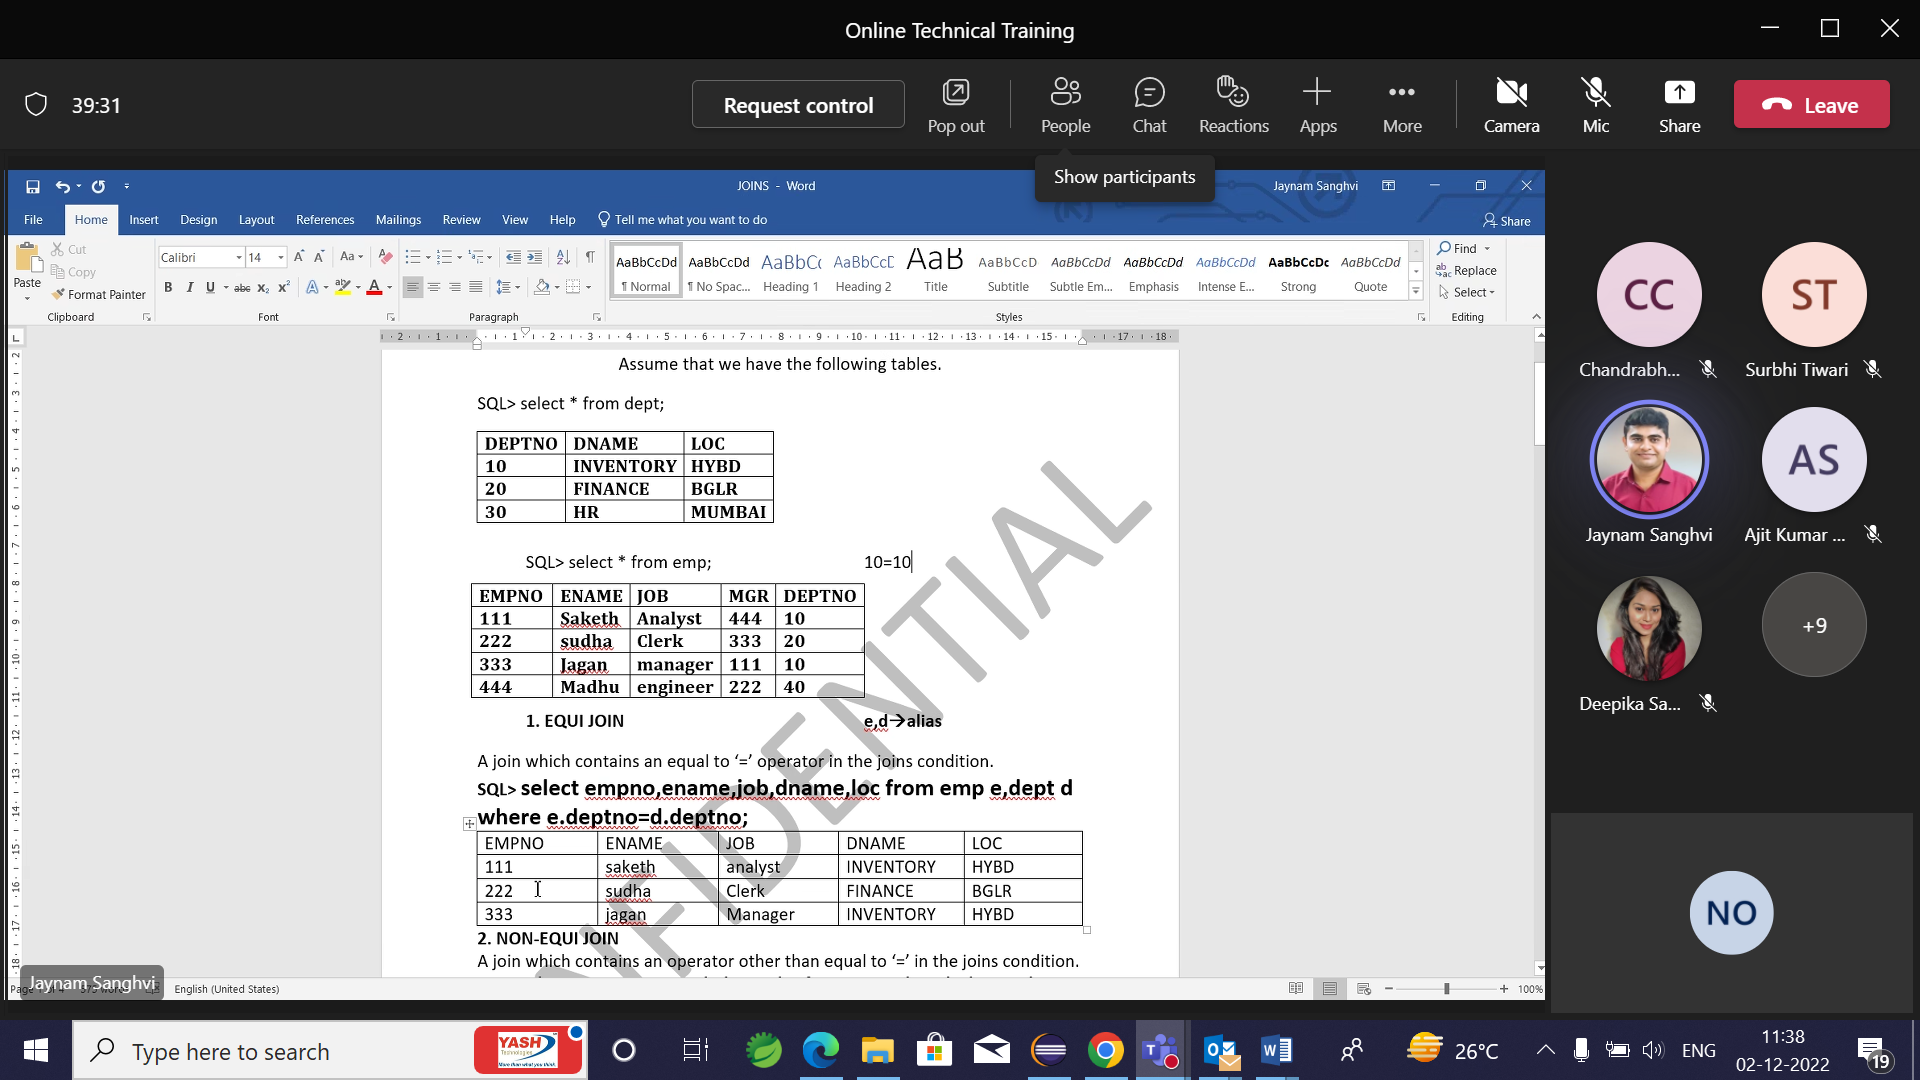 Online Technical Training
39:31
Request control
Pop out
People
Chat
Reactions
Apps
More
Camera
Mic
Share
Leave
Show participants
JOINS - Word
Jaynam Sanghvi
File Home Insert Design Layout References Mailings Review View Help Tell me what you want to do
Share
Paste
Cut
Copy
Format Painter
Clipboard
Calibri 14
Font
Paragraph
AaBbCcDd
¶ Normal
AaBbCcDd
¶ No Spac...
AaBbC
Heading 1
AaBbCcC
Heading 2
AaB
Title
AaBbCcD
Subtitle
AaBbCcDd
Subtle Em...
AaBbCcDd
Emphasis
AaBbCcDd
Intense E...
AaBbCcDc
Strong
AaBbCcDd
Quote
Styles
Find
Replace
Select
Editing
Assume that we have the following tables.
SQL> select * from dept;
DEPTNO DNAME LOC
10 INVENTORY HYBD
20 FINANCE BGLR
30 HR MUMBAI
SQL> select * from emp; 10=10
EMPNO ENAME JOB MGR DEPTNO
111 Saketh Analyst 444 10
222 sudha Clerk 333 20
333 Jagan manager 111 10
444 Madhu engineer 222 40
1. EQUI JOIN e,d→alias
A join which contains an equal to ‘=’ operator in the joins condition.
SQL> select empno,ename,job,dname,loc from emp e,dept d
where e.deptno=d.deptno;
EMPNO ENAME JOB DNAME LOC
111 saketh analyst INVENTORY HYBD
222 sudha Clerk FINANCE BGLR
333 jagan Manager INVENTORY HYBD
2. NON-EQUI JOIN
A join which contains an operator other than equal to ‘=’ in the joins condition.
NFIDENTIAL
Jaynam Sanghvi
English (United States)
100%
CC
Chandrabh...
ST
Surbhi Tiwari
Jaynam Sanghvi
AS
Ajit Kumar ...
Deepika Sa...
+9
NO
Type here to search
YASH
Technologies
26°C
ENG
11:38
02-12-2022
19